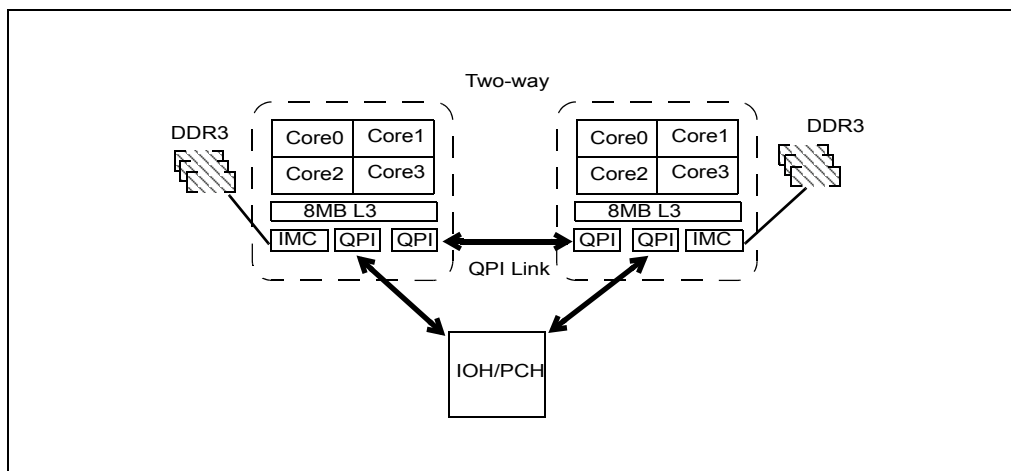 Two-way
DDR3
Core0 Core1
Core2 Core3
8MB L3
IMC QPI QPI
Core0 Core1
Core2 Core3
8MB L3
QPI QPI IMC
DDR3
QPI Link
IOH/PCH